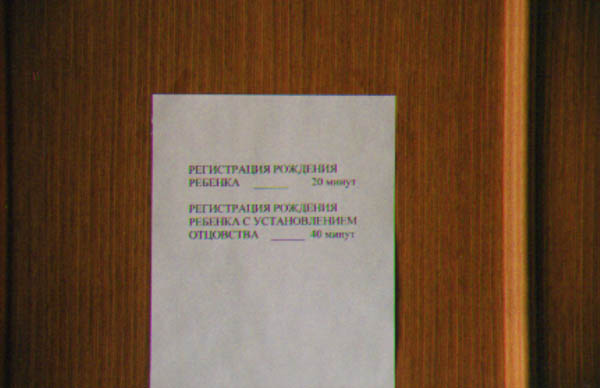 РЕГИСТРАЦИЯ РОЖДЕНИЯ
РЕБЕНКА ______ 20 минут
РЕГИСТРАЦИЯ РОЖДЕНИЯ
РЕБЕНКА С УСТАНОВЛЕНИЕМ
ОТЦОВСТВА ______ 40 минут